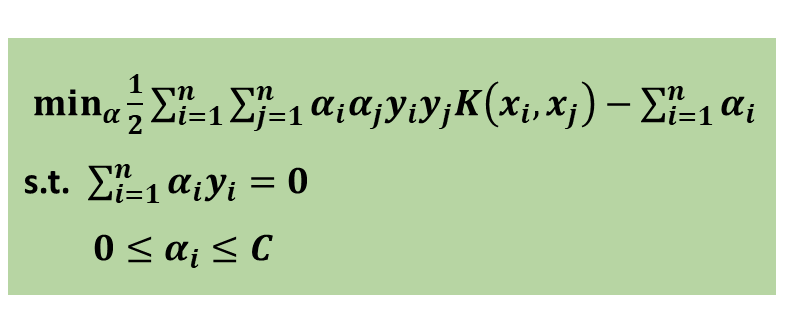 min_α 1/2 ∑_{i=1}^{n} ∑_{j=1}^{n} α_i α_j y_i y_j K(x_i, x_j) − ∑_{i=1}^{n} α_i
s.t. ∑_{i=1}^{n} α_i y_i = 0
0 ≤ α_i ≤ C